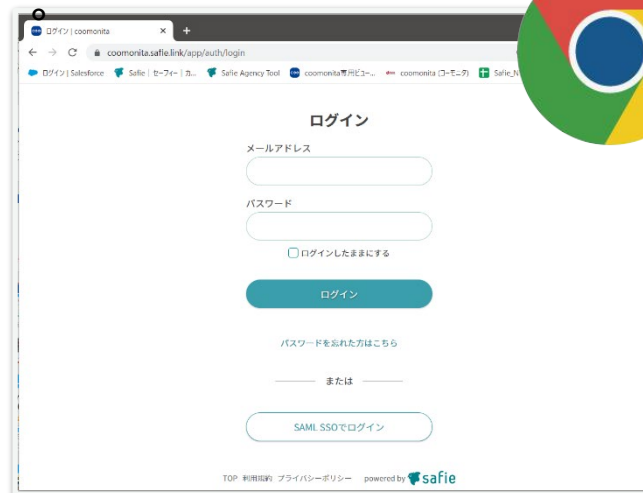 ログイン | coomonita × +
coomonita.safie.link/app/auth/login
ログイン | Salesforce Safie | セーフィー | カ... Safie Agency Tool coomonita専用ビュー... coomonita (コーモニタ) Safie_N
ログイン
メールアドレス
パスワード
ログインしたままにする
ログイン
パスワードを忘れた方はこちら
または
SAML SSOでログイン
TOP 利用規約 プライバシーポリシー powered by safie